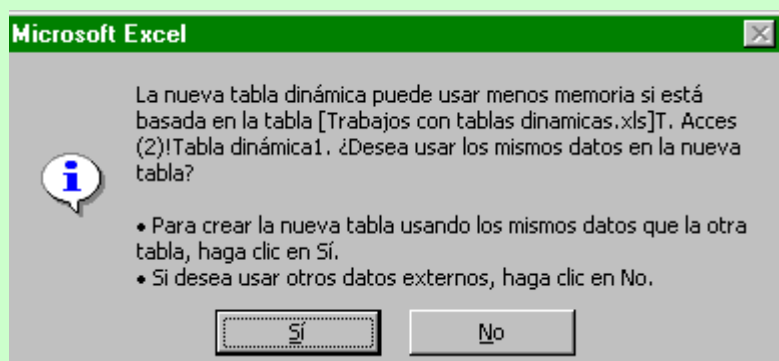 Microsoft Excel
La nueva tabla dinámica puede usar menos memoria si está
basada en la tabla [Trabajos con tablas dinamicas.xls]T. Acces
(2)!Tabla dinámica1. ¿Desea usar los mismos datos en la nueva
tabla?
• Para crear la nueva tabla usando los mismos datos que la otra
tabla, haga clic en Sí.
• Si desea usar otros datos externos, haga clic en No.
Sí
No